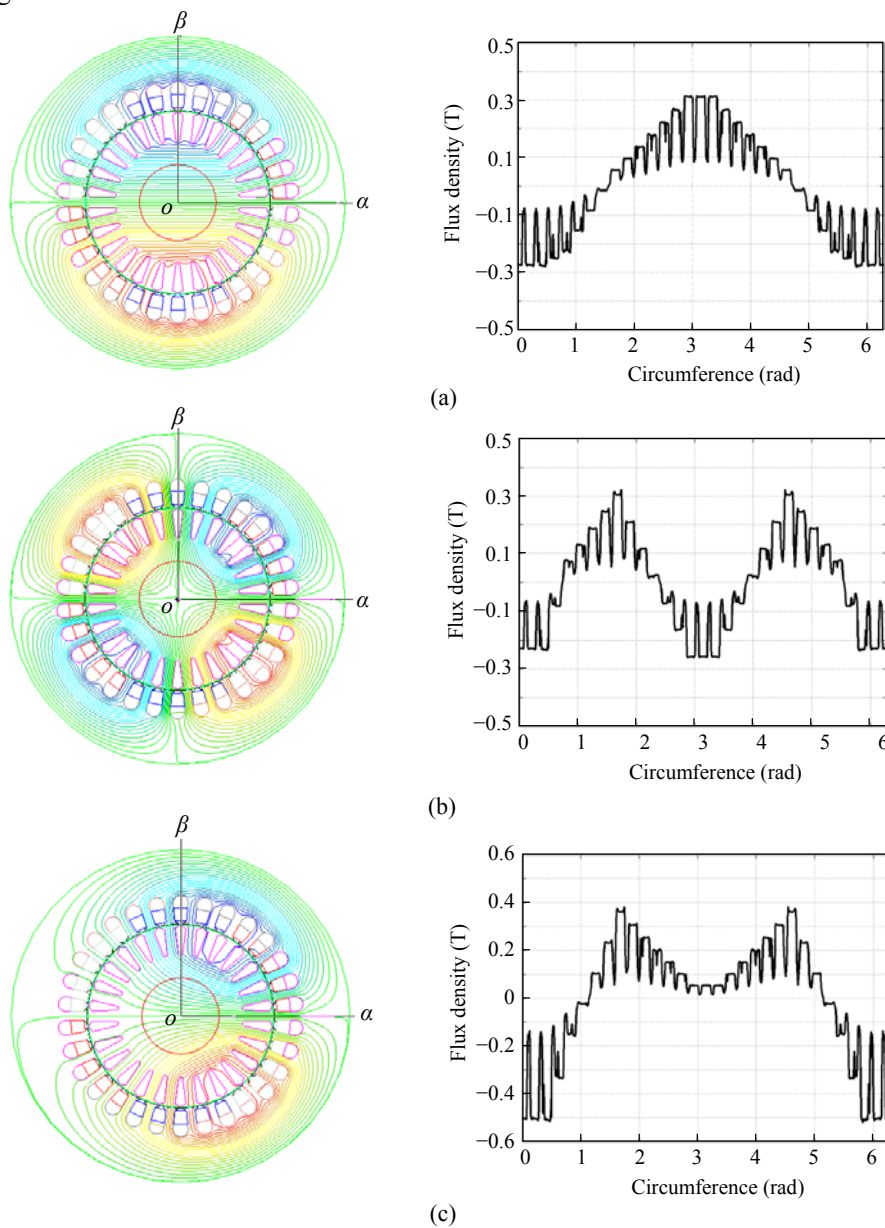 β
α
o
0.5
0.3
0.1
−0.1
−0.3
−0.5
Flux density (T)
0 1 2 3 4 5 6
Circumference (rad)
(a)
β
α
o
0.5
0.3
0.1
−0.1
−0.3
−0.5
Flux density (T)
0 1 2 3 4 5 6
Circumference (rad)
(b)
β
α
o
0.6
0.4
0.2
0
−0.2
−0.4
−0.6
Flux density (T)
0 1 2 3 4 5 6
Circumference (rad)
(c)